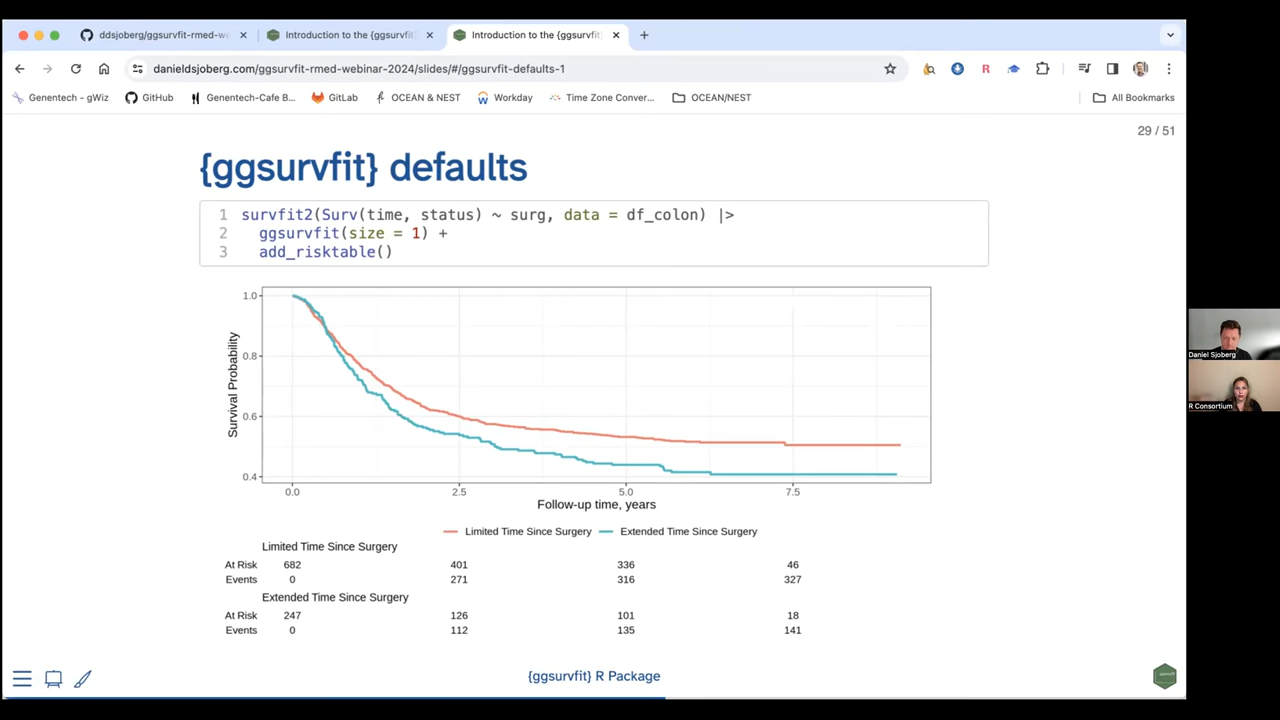 ddsjoberg/ggsurvfit-rmed-we
Introduction to the {ggsurvfit}
Introduction to the {ggsurvfit}
danieldsjoberg.com/ggsurvfit-rmed-webinar-2024/slides/#/ggsurvfit-defaults-1
Genentech - gWiz
GitHub
Genentech-Cafe B...
GitLab
OCEAN & NEST
Workday
Time Zone Conver...
OCEAN/NEST
All Bookmarks
29 / 51
{ggsurvfit} defaults
1 survfit2(Surv(time, status) ~ surg, data = df_colon) |>
2 ggsurvfit(size = 1) +
3 add_risktable()
1.0
0.8
0.6
0.4
Survival Probability
0.0 2.5 5.0 7.5
Follow-up time, years
Limited Time Since Surgery Extended Time Since Surgery
Limited Time Since Surgery
At Risk 682 401 336 46
Events 0 271 316 327
Extended Time Since Surgery
At Risk 247 126 101 18
Events 0 112 135 141
{ggsurvfit} R Package
Daniel Sjoberg
R Consortium